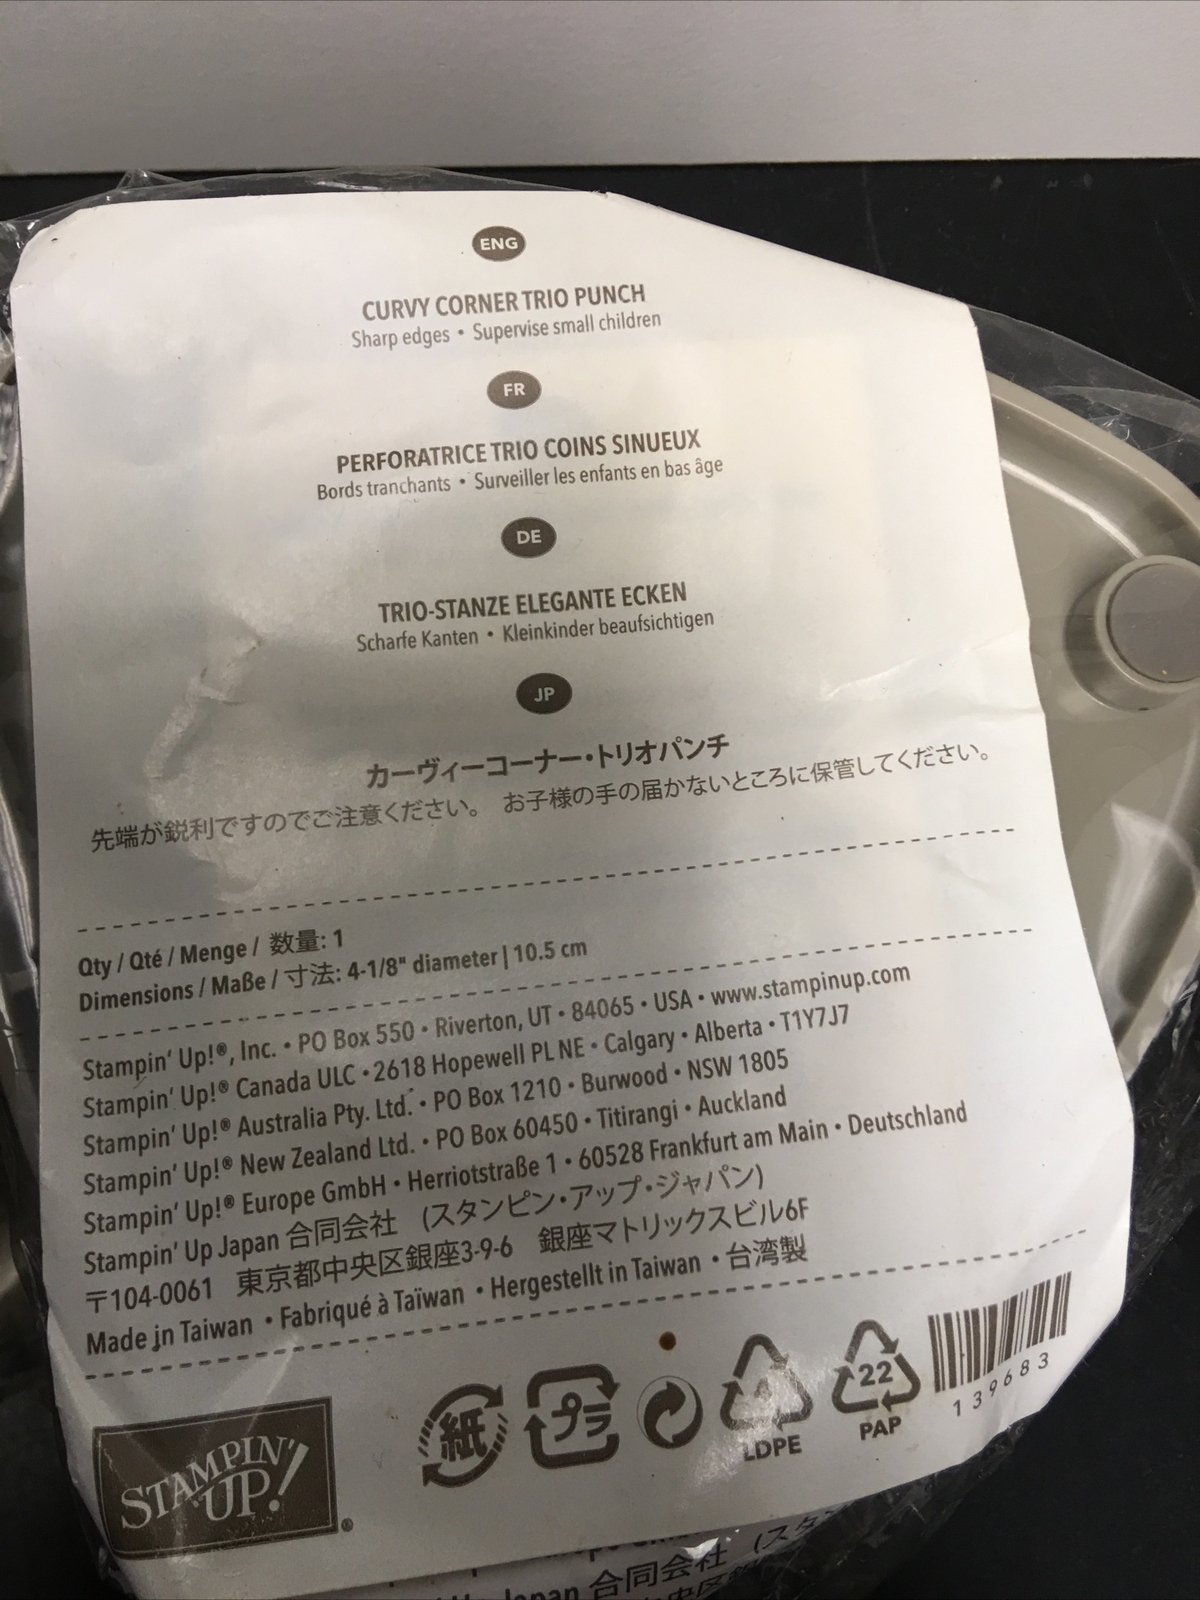 ENG
CURVY CORNER TRIO PUNCH
Sharp edges • Supervise small children
FR
PERFORATRICE TRIO COINS SINUEUX
Bords tranchants • Surveiller les enfants en bas âge
DE
TRIO-STANZE ELEGANTE ECKEN
Scharfe Kanten • Kleinkinder beaufsichtigen
JP
カーヴィーコーナー・トリオパンチ
先端が鋭利ですのでご注意ください。 お子様の手の届かないところに保管してください。
Qty / Qté / Menge / 数量: 1
Dimensions / Maße / 寸法: 4-1/8" diameter | 10.5 cm
Stampin' Up!®, Inc. • PO Box 550 • Riverton, UT • 84065 • USA • www.stampinup.com
Stampin' Up!® Canada ULC • 2618 Hopewell PL NE • Calgary • Alberta • T1Y7J7
Stampin' Up!® Australia Pty. Ltd. • PO Box 1210 • Burwood • NSW 1805
Stampin' Up!® New Zealand Ltd. • PO Box 60450 • Titirangi • Auckland
Stampin' Up!® Europe GmbH • Herriotstraße 1 • 60528 Frankfurt am Main • Deutschland
Stampin' Up Japan 合同会社 (スタンピン・アップ・ジャパン)
〒104-0061 東京都中央区銀座3-9-6 銀座マトリックスビル6F
Made in Taiwan • Fabriqué à Taïwan • Hergestellt in Taiwan • 台湾製
STAMPIN' UP!®
紙
プラ
4
LDPE
22
PAP
139683
Japan 合同会社 (スタ